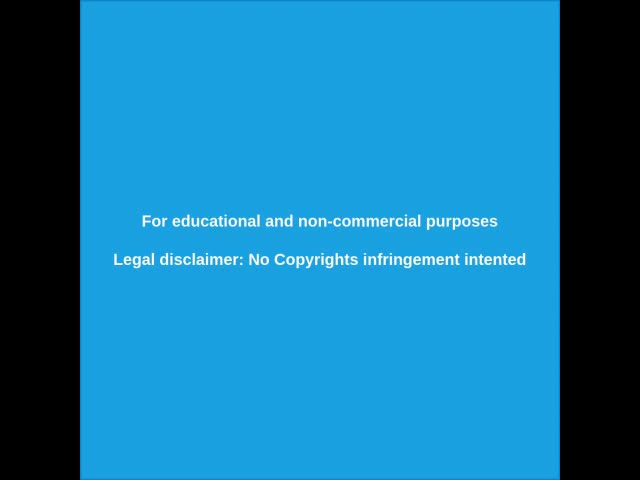 For educational and non-commercial purposes
Legal disclaimer: No Copyrights infringement intented